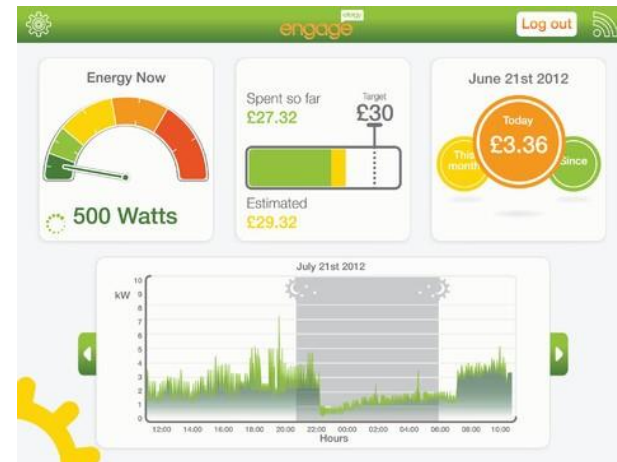 efergy
engage
Log out
Energy Now
500 Watts
Spent so far
£27.32
Target
£30
Estimated
£29.32
June 21st 2012
This
month
Today
£3.36
Since
July 21st 2012
kW
10
9
8
7
6
5
4
3
2
1
0
12:00 14:00 16:00 18:00 20:00 22:00 00:00 02:00 04:00 06:00 08:00 10:00
Hours